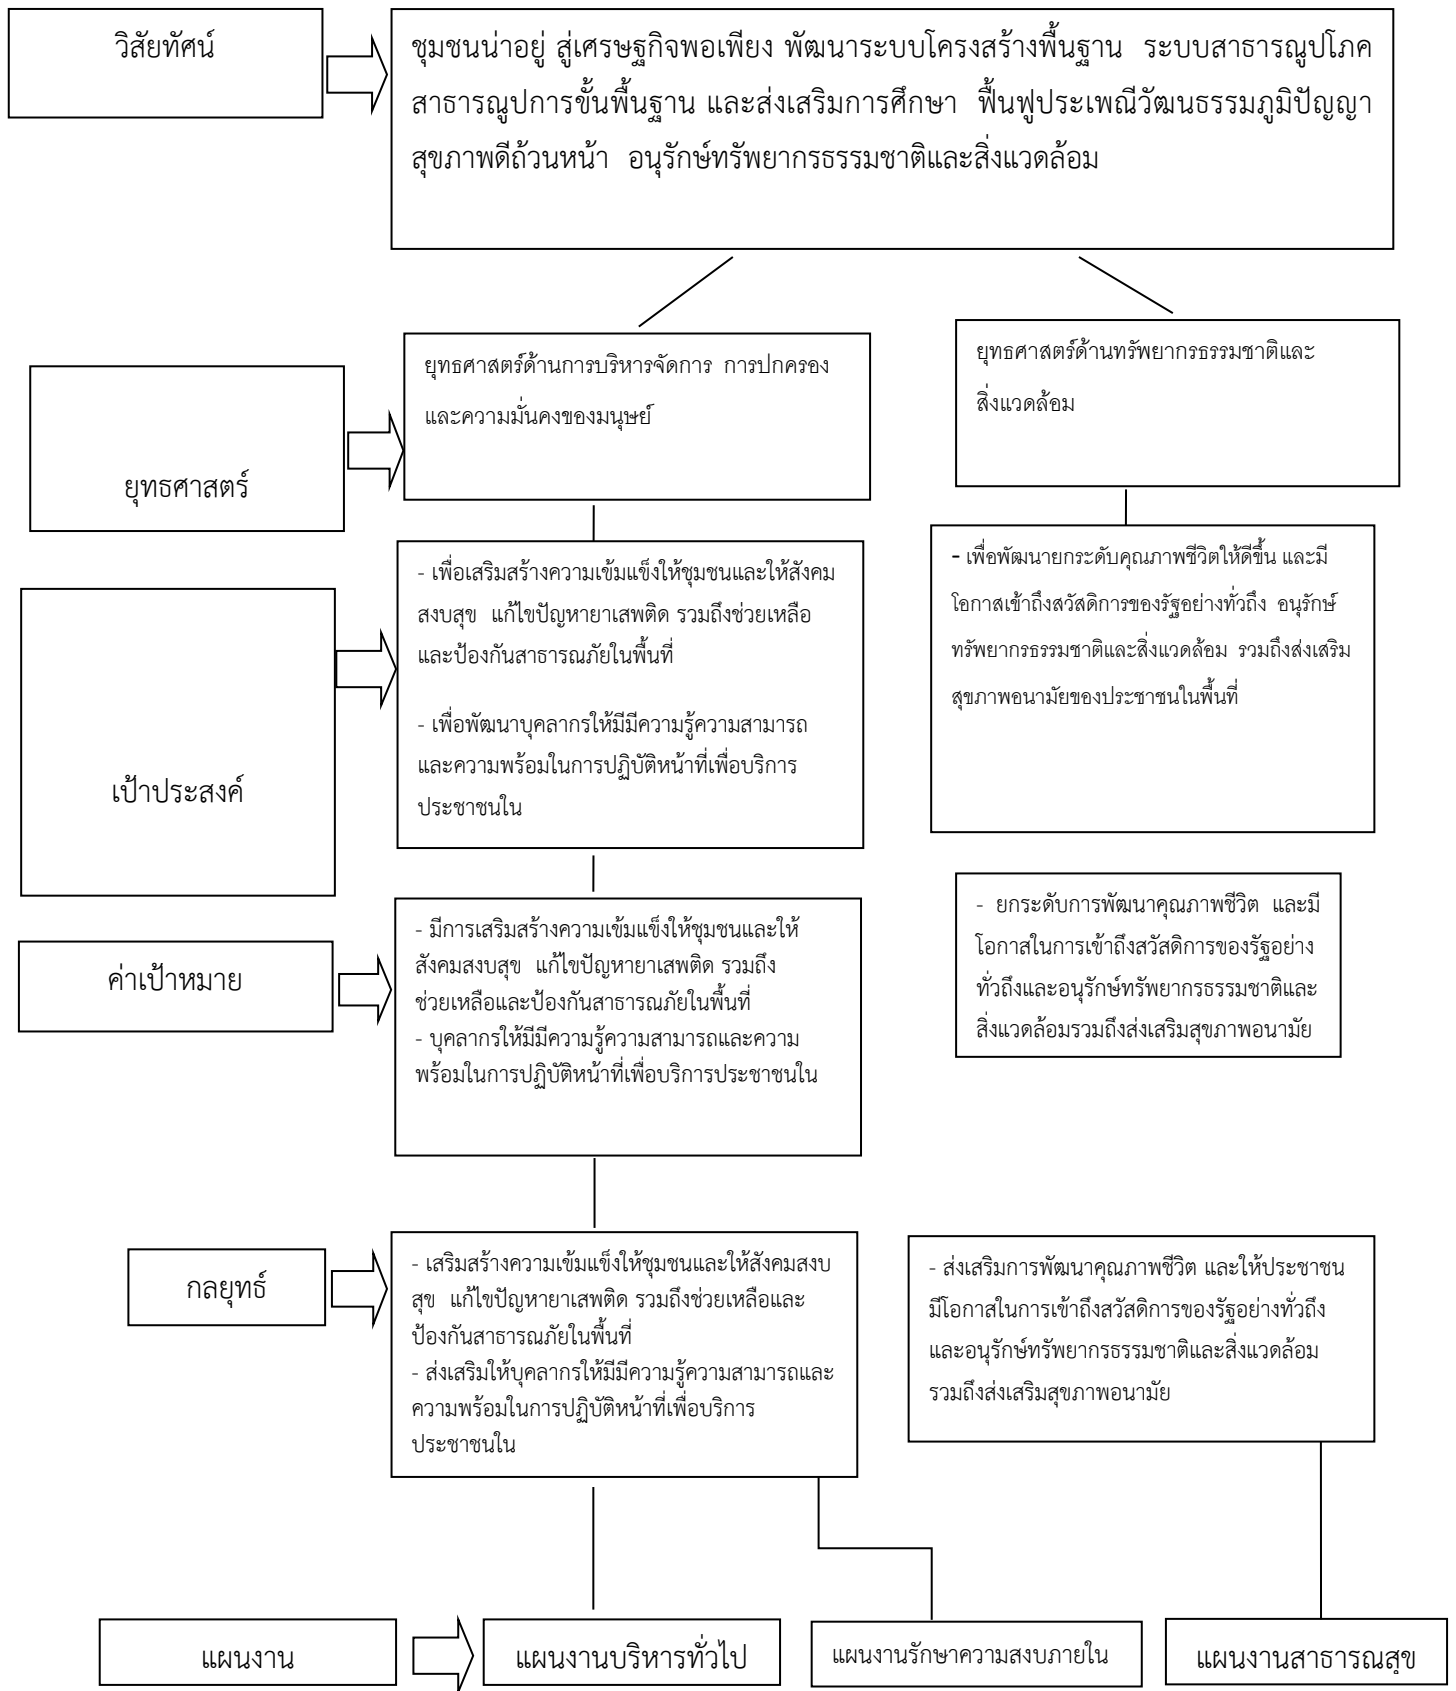 วิสัยทัศน์
ชุมชนน่าอยู่ สู่เศรษฐกิจพอเพียง พัฒนาระบบโครงสร้างพื้นฐาน ระบบสาธารณูปโภค
สาธารณูปการขั้นพื้นฐาน และส่งเสริมการศึกษา ฟื้นฟูประเพณีวัฒนธรรมภูมิปัญญา
สุขภาพดีถ้วนหน้า อนุรักษ์ทรัพยากรธรรมชาติและสิ่งแวดล้อม
ยุทธศาสตร์
ยุทธศาสตร์ด้านการบริหารจัดการ การปกครอง
และความมั่นคงของมนุษย์
ยุทธศาสตร์ด้านทรัพยากรธรรมชาติและ
สิ่งแวดล้อม
เป้าประสงค์
- เพื่อเสริมสร้างความเข้มแข็งให้ชุมชนและให้สังคม
สงบสุข แก้ไขปัญหายาเสพติด รวมถึงช่วยเหลือ
และป้องกันสาธารณภัยในพื้นที่
- เพื่อพัฒนาบุคลากรให้มีมีความรู้ความสามารถ
และความพร้อมในการปฏิบัติหน้าที่เพื่อบริการ
ประชาชนใน
- เพื่อพัฒนายกระดับคุณภาพชีวิตให้ดีขึ้น และมี
โอกาสเข้าถึงสวัสดิการของรัฐอย่างทั่วถึง อนุรักษ์
ทรัพยากรธรรมชาติและสิ่งแวดล้อม รวมถึงส่งเสริม
สุขภาพอนามัยของประชาชนในพื้นที่
ค่าเป้าหมาย
- มีการเสริมสร้างความเข้มแข็งให้ชุมชนและให้
สังคมสงบสุข แก้ไขปัญหายาเสพติด รวมถึง
ช่วยเหลือและป้องกันสาธารณภัยในพื้นที่
- บุคลากรให้มีมีความรู้ความสามารถและความ
พร้อมในการปฏิบัติหน้าที่เพื่อบริการประชาชนใน
- ยกระดับการพัฒนาคุณภาพชีวิต และมี
โอกาสในการเข้าถึงสวัสดิการของรัฐอย่าง
ทั่วถึงและอนุรักษ์ทรัพยากรธรรมชาติและ
สิ่งแวดล้อมรวมถึงส่งเสริมสุขภาพอนามัย
กลยุทธ์
- เสริมสร้างความเข้มแข็งให้ชุมชนและให้สังคมสงบ
สุข แก้ไขปัญหายาเสพติด รวมถึงช่วยเหลือและ
ป้องกันสาธารณภัยในพื้นที่
- ส่งเสริมให้บุคลากรให้มีมีความรู้ความสามารถและ
ความพร้อมในการปฏิบัติหน้าที่เพื่อบริการ
ประชาชนใน
- ส่งเสริมการพัฒนาคุณภาพชีวิต และให้ประชาชน
มีโอกาสในการเข้าถึงสวัสดิการของรัฐอย่างทั่วถึง
และอนุรักษ์ทรัพยากรธรรมชาติและสิ่งแวดล้อม
รวมถึงส่งเสริมสุขภาพอนามัย
แผนงาน
แผนงานบริหารทั่วไป
แผนงานรักษาความสงบภายใน
แผนงานสาธารณสุข